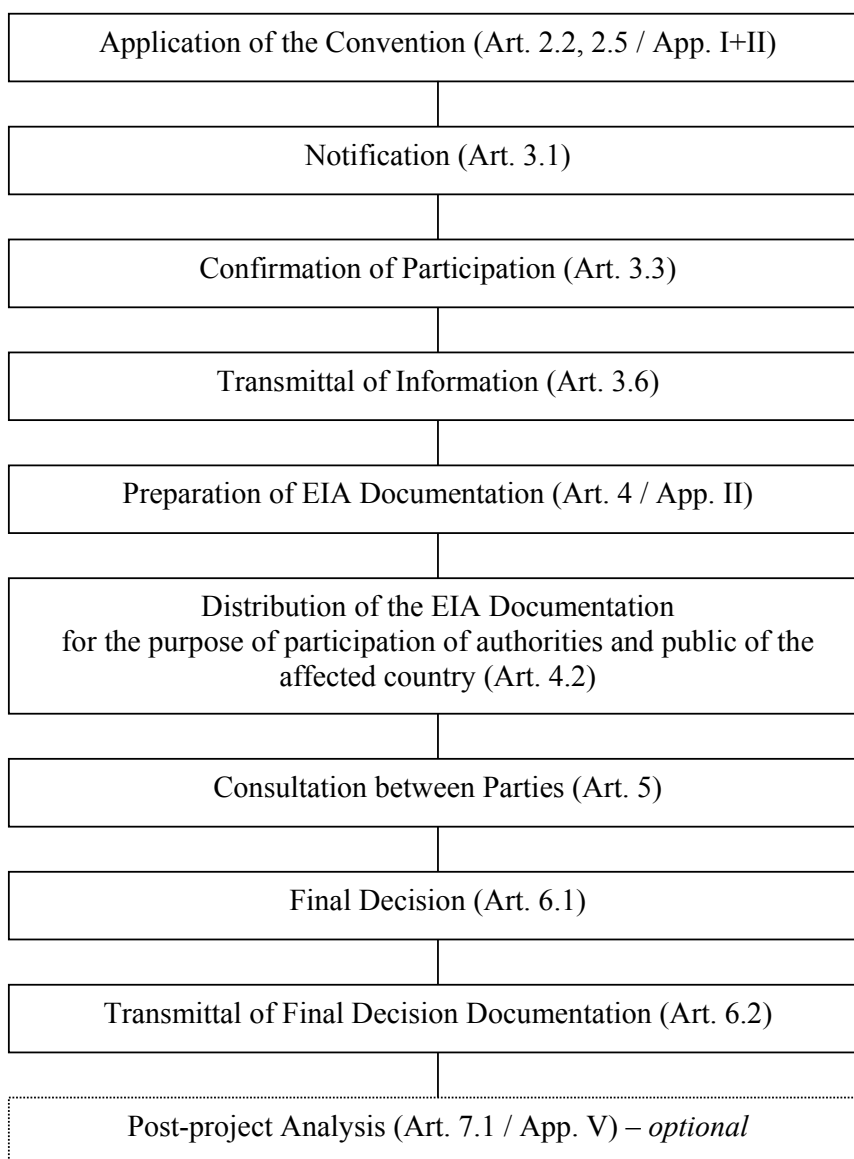 Application of the Convention (Art. 2.2, 2.5 / App. I+II)
Notification (Art. 3.1)
Confirmation of Participation (Art. 3.3)
Transmittal of Information (Art. 3.6)
Preparation of EIA Documentation (Art. 4 / App. II)
Distribution of the EIA Documentation
for the purpose of participation of authorities and public of the
affected country (Art. 4.2)
Consultation between Parties (Art. 5)
Final Decision (Art. 6.1)
Transmittal of Final Decision Documentation (Art. 6.2)
Post-project Analysis (Art. 7.1 / App. V) – optional